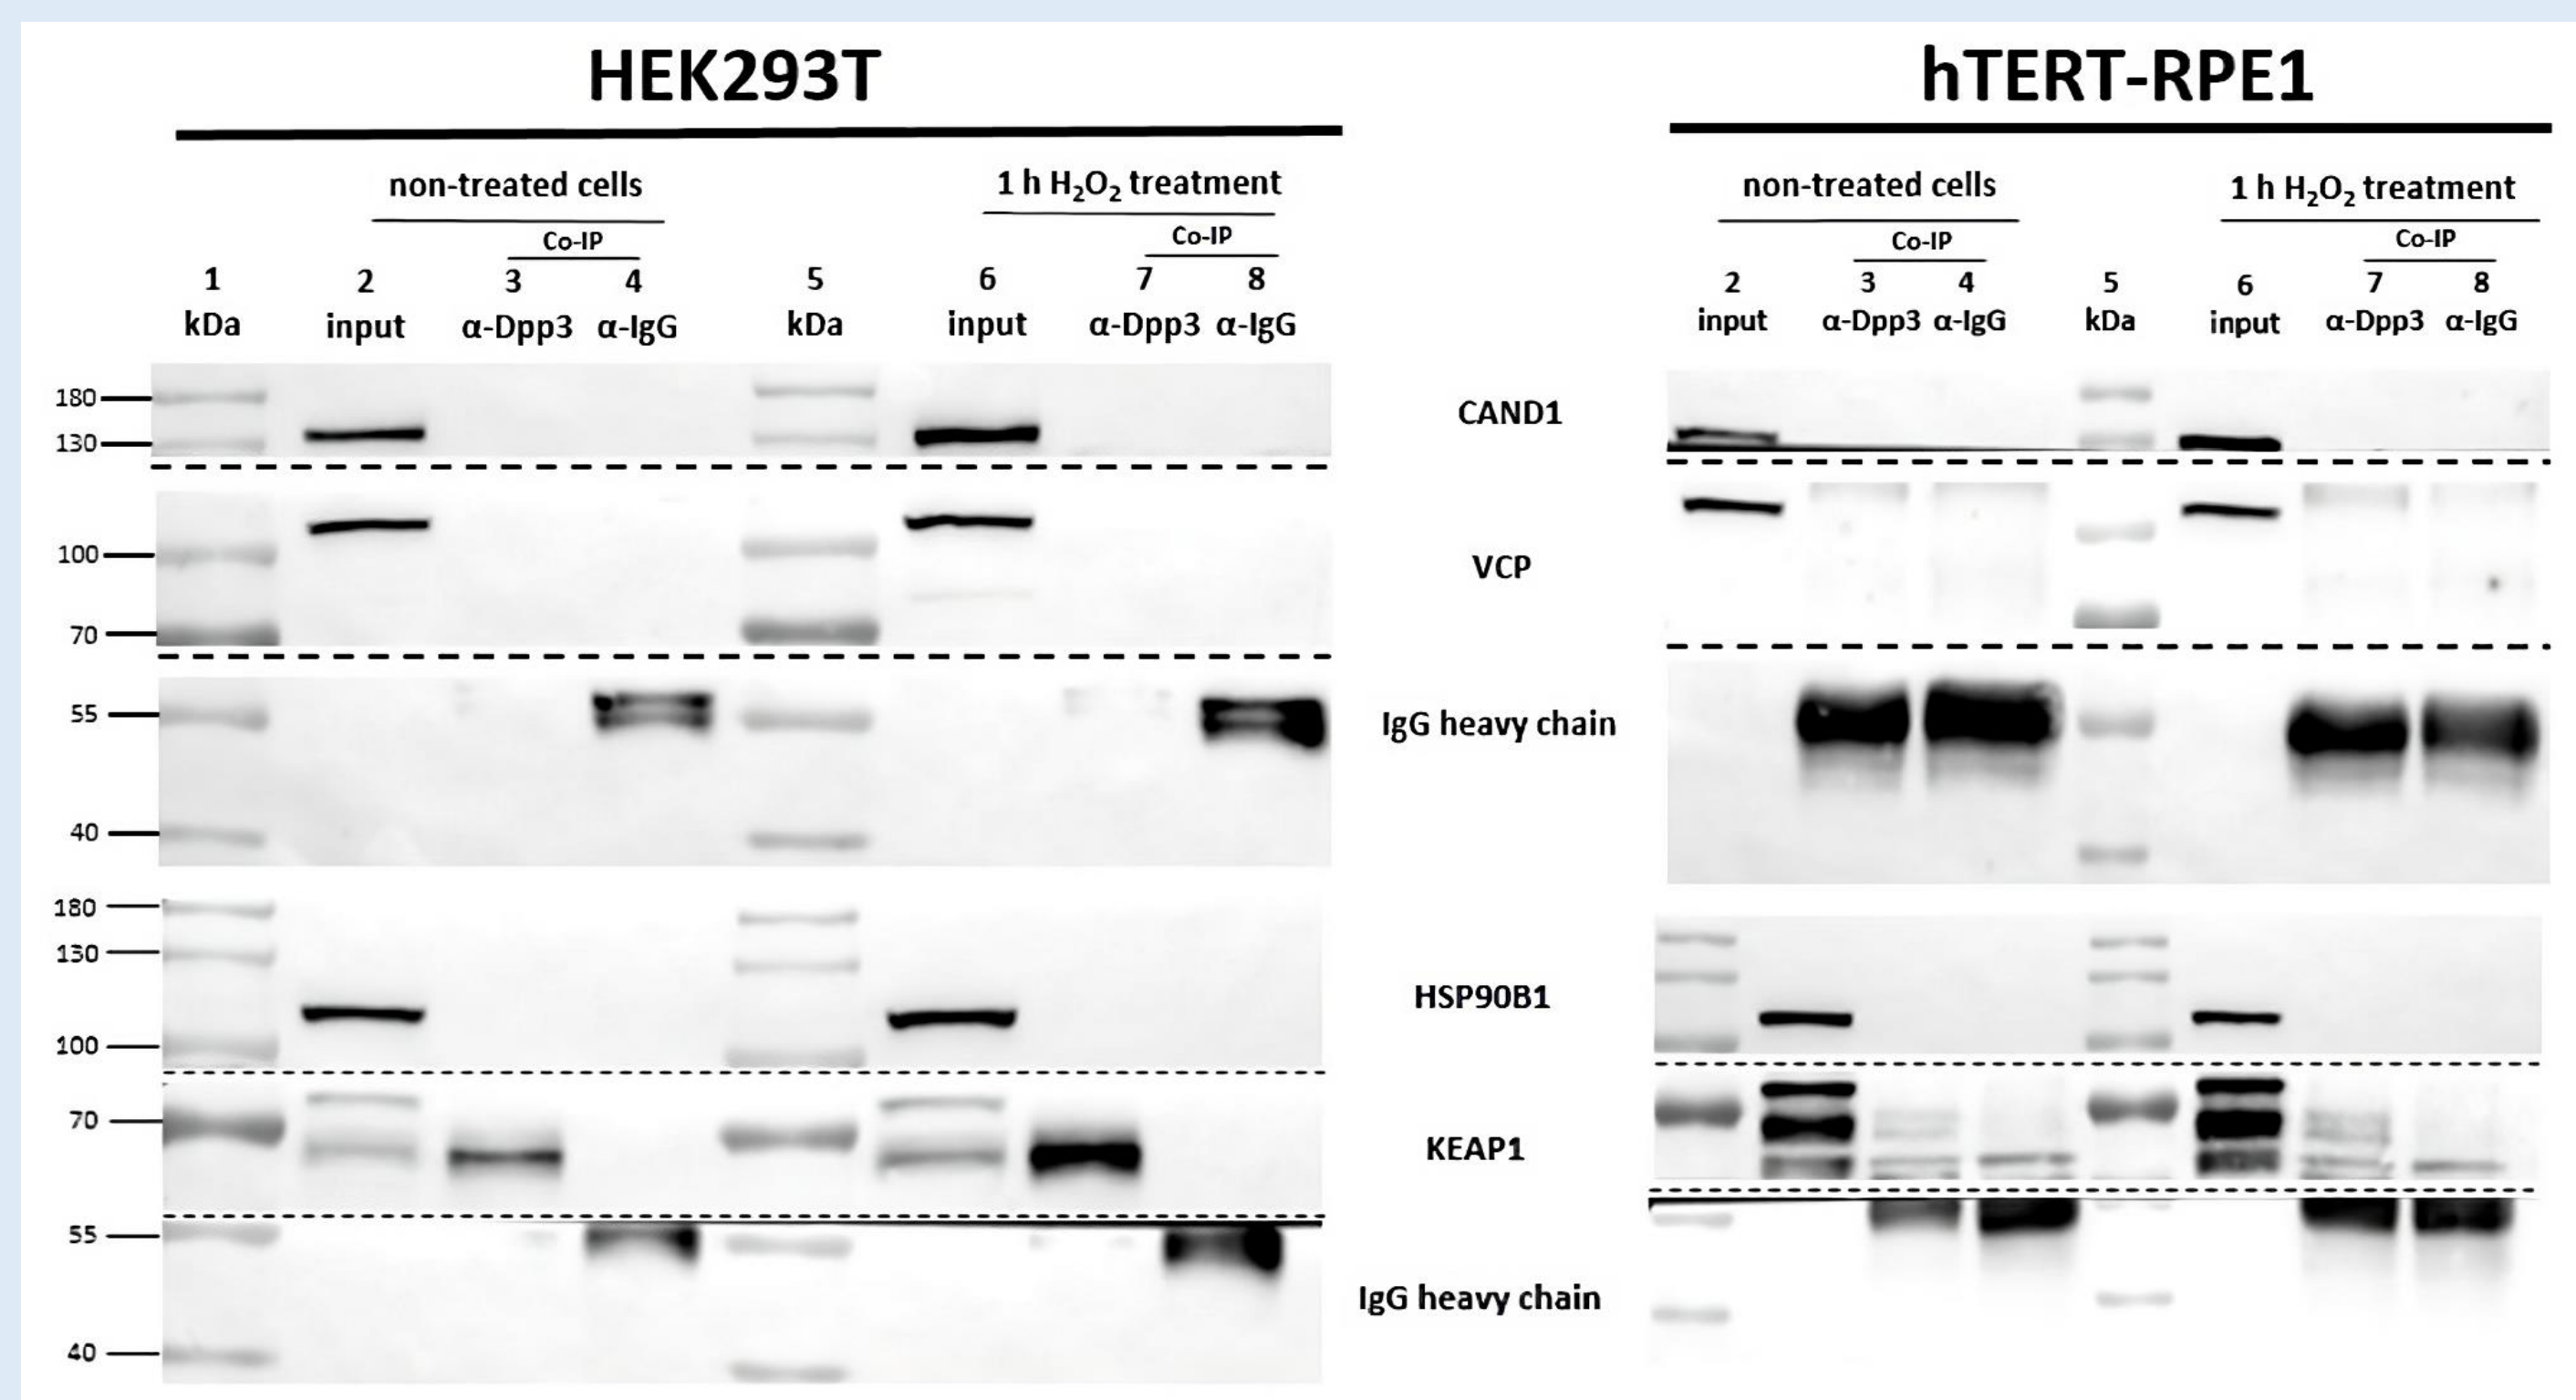 HEK293T hTERT-RPE1
non-treated cells 1 h H₂O₂ treatment non-treated cells 1 h H₂O₂ treatment
Co-IP Co-IP Co-IP Co-IP
1 2 3 4 5 6 7 8 2 3 4 5 6 7 8
kDa input α-Dpp3 α-IgG kDa input α-Dpp3 α-IgG input α-Dpp3 α-IgG kDa input α-Dpp3 α-IgG
180
CAND1
130
100
VCP
70
55
IgG heavy chain
40
180
130
HSP90B1
100
70
KEAP1
55
IgG heavy chain
40